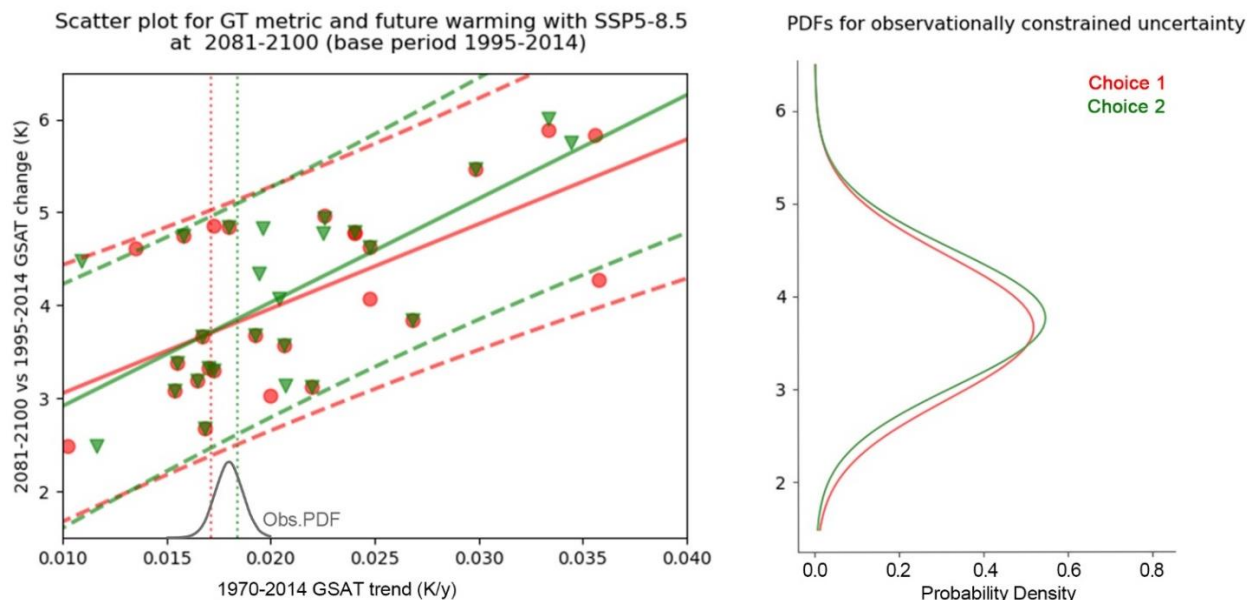 Scatter plot for GT metric and future warming with SSP5-8.5
at 2081-2100 (base period 1995-2014)
2081-2100 vs 1995-2014 GSAT change (K)
6
5
4
3
2
Obs.PDF
0.010 0.015 0.020 0.025 0.030 0.035 0.040
1970-2014 GSAT trend (K/y)
PDFs for observationally constrained uncertainty
Choice 1
Choice 2
6
5
4
3
2
0.0 0.2 0.4 0.6 0.8
Probability Density